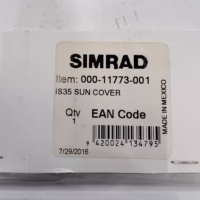 SIMRAD
Item: 000-11773-001
IS35 SUN COVER
Qty EAN Code
1
9 420024 134795
7/29/2016
MADE IN MEXICO